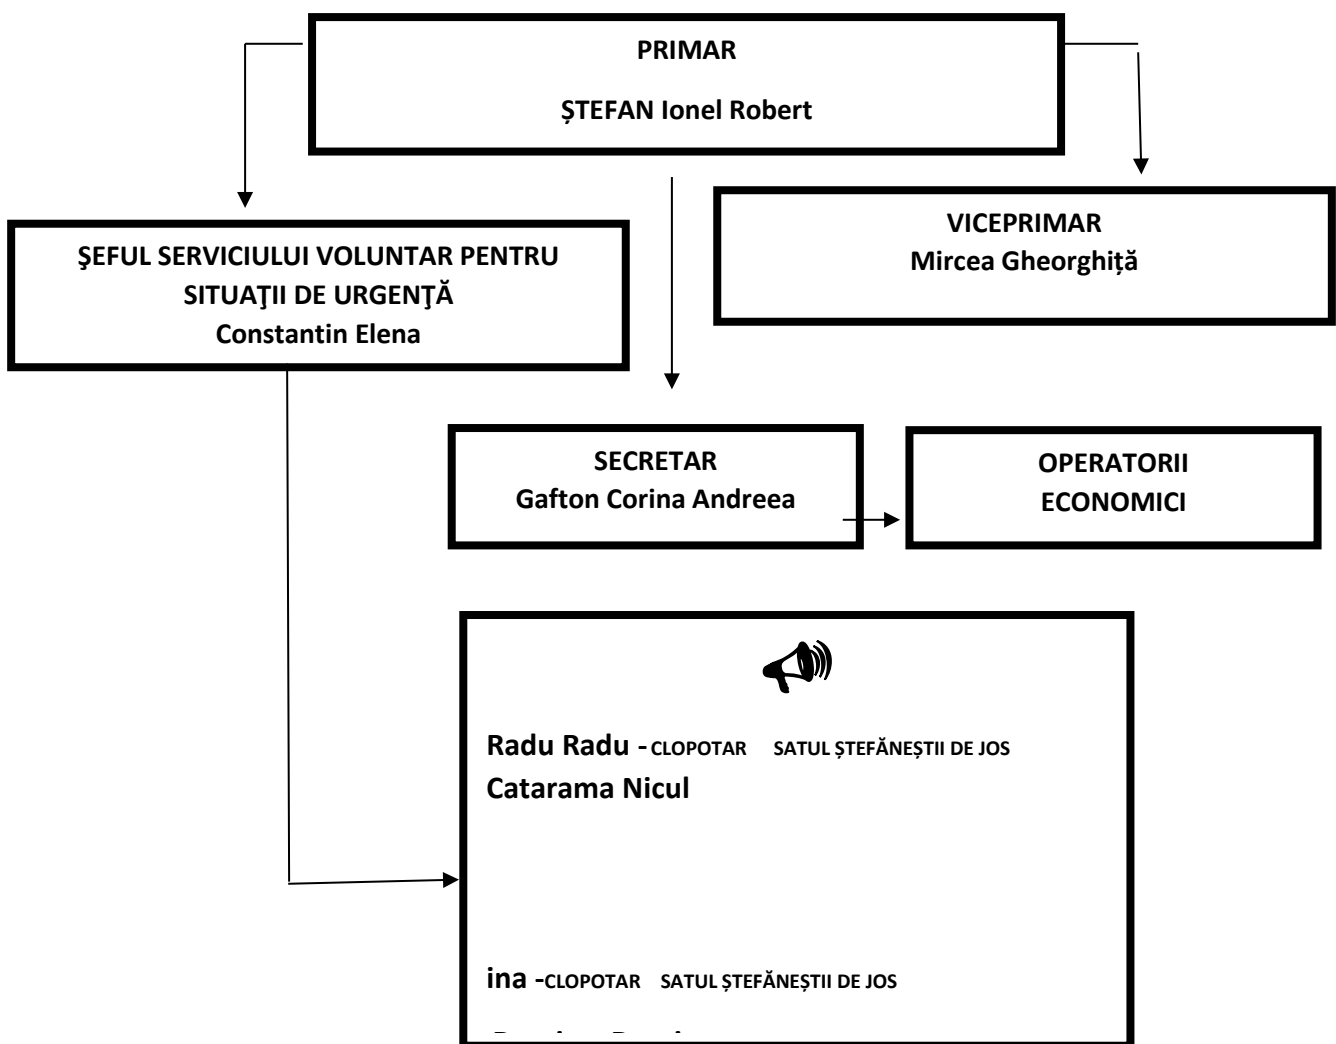 PRIMAR
ȘTEFAN Ionel Robert
VICEPRIMAR
Mircea Gheorghiță
ŞEFUL SERVICIULUI VOLUNTAR PENTRU
SITUAŢII DE URGENŢĂ
Constantin Elena
SECRETAR
Gafton Corina Andreea
OPERATORII
ECONOMICI
Radu Radu - CLOPOTAR SATUL ȘTEFĂNEȘTII DE JOS
Catarama Nicul
ina -CLOPOTAR SATUL ȘTEFĂNEȘTII DE JOS